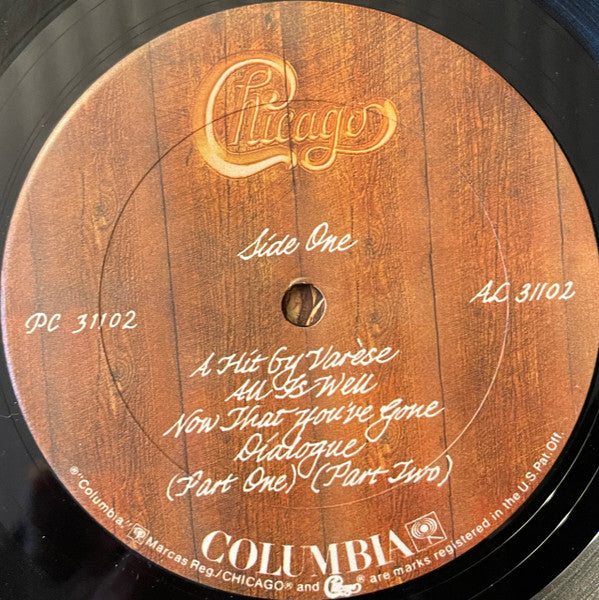 Chicago
Side One
PC 31102
AL 31102
A Hit By Varèse
All Is Well
Now That You've Gone
Dialogue
(Part One) (Part Two)
COLUMBIA
®"Columbia," ℗ Marcas Reg./CHICAGO® and Chicago® are marks registered in the U.S. Pat. Off.